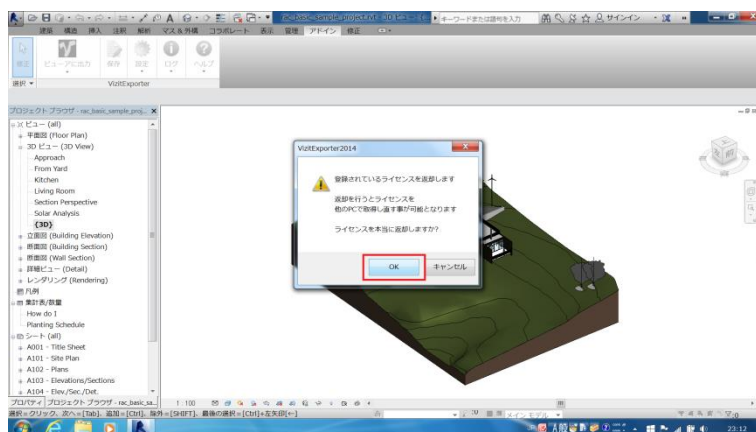 rac_basic_sample_project.rvt - 3D ビュー: {
キーワードまたは語句を入力
サインイン
建築 構造 挿入 注釈 解析 マス & 外構 コラボレート 表示 管理 アドイン 修正
修正
ビューアに出力
保存
設定
ログ
ヘルプ
選択
VizitExporter
プロジェクト ブラウザ - rac_basic_sample_proj...
ビュー (all)
平面図 (Floor Plan)
3D ビュー (3D View)
Approach
From Yard
Kitchen
Living Room
Section Perspective
Solar Analysis
{3D}
立面図 (Building Elevation)
断面図 (Building Section)
断面図 (Wall Section)
詳細ビュー (Detail)
レンダリング (Rendering)
凡例
集計表/数量
How do I
Planting Schedule
シート (all)
A001 - Title Sheet
A101 - Site Plan
A102 - Plans
A103 - Elevations/Sections
A104 - Elev./Sec./Det.
プロパティ プロジェクト ブラウザ - rac_basic_sa...
VizitExporter2014
登録されているライセンスを返却します
返却を行うとライセンスを
他のPCで取得し直す事が可能となります
ライセンスを本当に返却しますか?
OK
キャンセル
1 : 100
選択 = クリック、次へ = [Tab]、追加 = [Ctrl]、除外 = [SHIFT]、最後の選択 = [Ctrl]+左矢印[←]
メイン モデル
:0
23:12